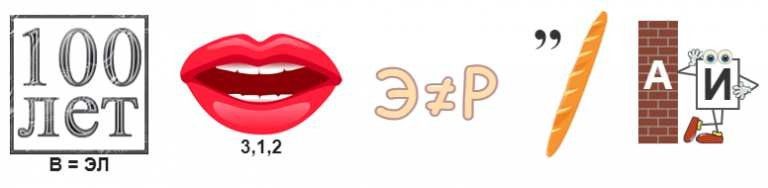 100
лет
В = ЭЛ
3,1,2
Э≠Р
,,
А И